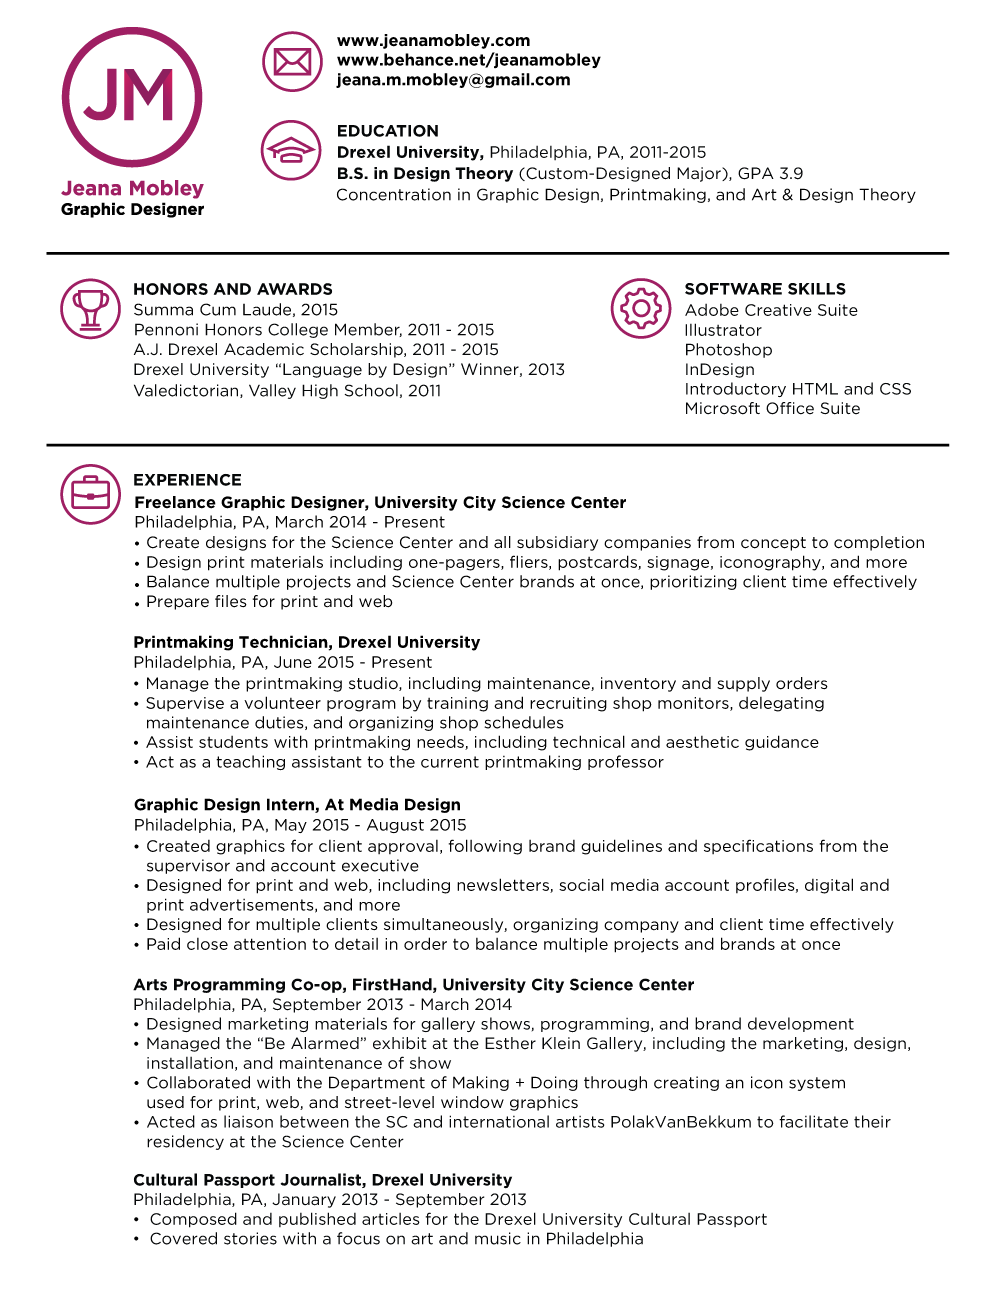 JM
Jeana Mobley
Graphic Designer
www.jeanamobley.com
www.behance.net/jeanamobley
jeana.m.mobley@gmail.com
EDUCATION
Drexel University, Philadelphia, PA, 2011-2015
B.S. in Design Theory (Custom-Designed Major), GPA 3.9
Concentration in Graphic Design, Printmaking, and Art & Design Theory
HONORS AND AWARDS
Summa Cum Laude, 2015
Pennoni Honors College Member, 2011 - 2015
A.J. Drexel Academic Scholarship, 2011 - 2015
Drexel University “Language by Design” Winner, 2013
Valedictorian, Valley High School, 2011
SOFTWARE SKILLS
Adobe Creative Suite
Illustrator
Photoshop
InDesign
Introductory HTML and CSS
Microsoft Office Suite
EXPERIENCE
Freelance Graphic Designer, University City Science Center
Philadelphia, PA, March 2014 - Present
• Create designs for the Science Center and all subsidiary companies from concept to completion
• Design print materials including one-pagers, fliers, postcards, signage, iconography, and more
• Balance multiple projects and Science Center brands at once, prioritizing client time effectively
• Prepare files for print and web
Printmaking Technician, Drexel University
Philadelphia, PA, June 2015 - Present
• Manage the printmaking studio, including maintenance, inventory and supply orders
• Supervise a volunteer program by training and recruiting shop monitors, delegating
maintenance duties, and organizing shop schedules
• Assist students with printmaking needs, including technical and aesthetic guidance
• Act as a teaching assistant to the current printmaking professor
Graphic Design Intern, At Media Design
Philadelphia, PA, May 2015 - August 2015
• Created graphics for client approval, following brand guidelines and specifications from the
supervisor and account executive
• Designed for print and web, including newsletters, social media account profiles, digital and
print advertisements, and more
• Designed for multiple clients simultaneously, organizing company and client time effectively
• Paid close attention to detail in order to balance multiple projects and brands at once
Arts Programming Co-op, FirstHand, University City Science Center
Philadelphia, PA, September 2013 - March 2014
• Designed marketing materials for gallery shows, programming, and brand development
• Managed the “Be Alarmed” exhibit at the Esther Klein Gallery, including the marketing, design,
installation, and maintenance of show
• Collaborated with the Department of Making + Doing through creating an icon system
used for print, web, and street-level window graphics
• Acted as liaison between the SC and international artists PolakVanBekkum to facilitate their
residency at the Science Center
Cultural Passport Journalist, Drexel University
Philadelphia, PA, January 2013 - September 2013
• Composed and published articles for the Drexel University Cultural Passport
• Covered stories with a focus on art and music in Philadelphia